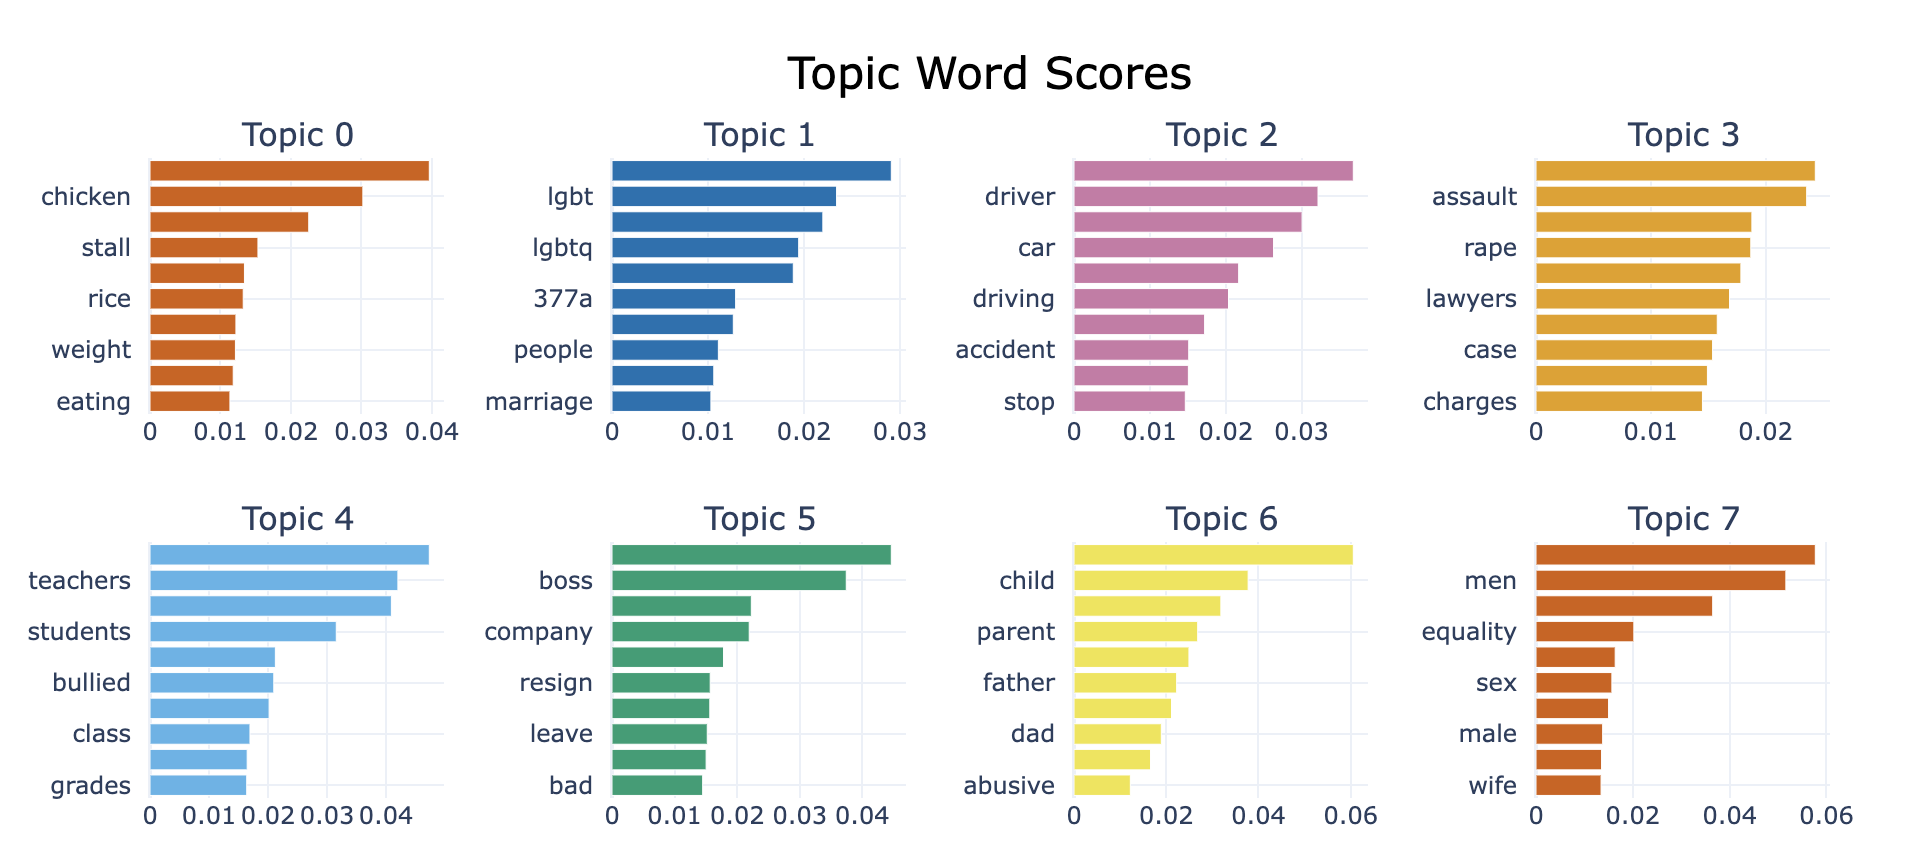 Topic Word Scores
Topic 0
chicken
stall
rice
weight
eating
0 0.01 0.02 0.03 0.04
Topic 1
lgbt
lgbtq
377a
people
marriage
0 0.01 0.02 0.03
Topic 2
driver
car
driving
accident
stop
0 0.01 0.02 0.03
Topic 3
assault
rape
lawyers
case
charges
0 0.01 0.02
Topic 4
teachers
students
bullied
class
grades
0 0.01 0.02 0.03 0.04
Topic 5
boss
company
resign
leave
bad
0 0.01 0.02 0.03 0.04
Topic 6
child
parent
father
dad
abusive
0 0.02 0.04 0.06
Topic 7
men
equality
sex
male
wife
0 0.02 0.04 0.06